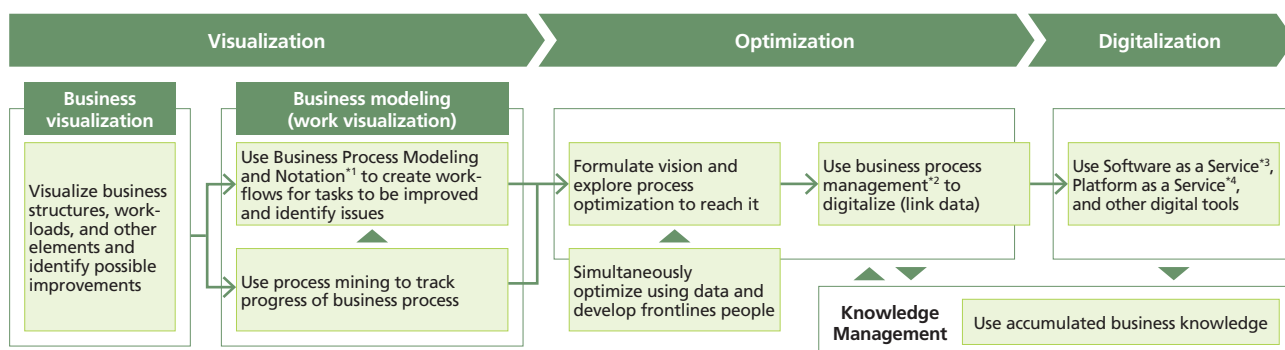 Visualization
Optimization
Digitalization
Business
visualization
Visualize business
structures, work-
loads, and other
elements and
identify possible
improvements
Business modeling
(work visualization)
Use Business Process Modeling
and Notation*1 to create work-
flows for tasks to be improved
and identify issues
Use process mining to track
progress of business process
Formulate vision and
explore process
optimization to reach it
Simultaneously
optimize using data and
develop frontlines people
Use business process
management*2 to
digitalize (link data)
Use Software as a Service*3,
Platform as a Service*4,
and other digital tools
Knowledge
Management
Use accumulated business knowledge